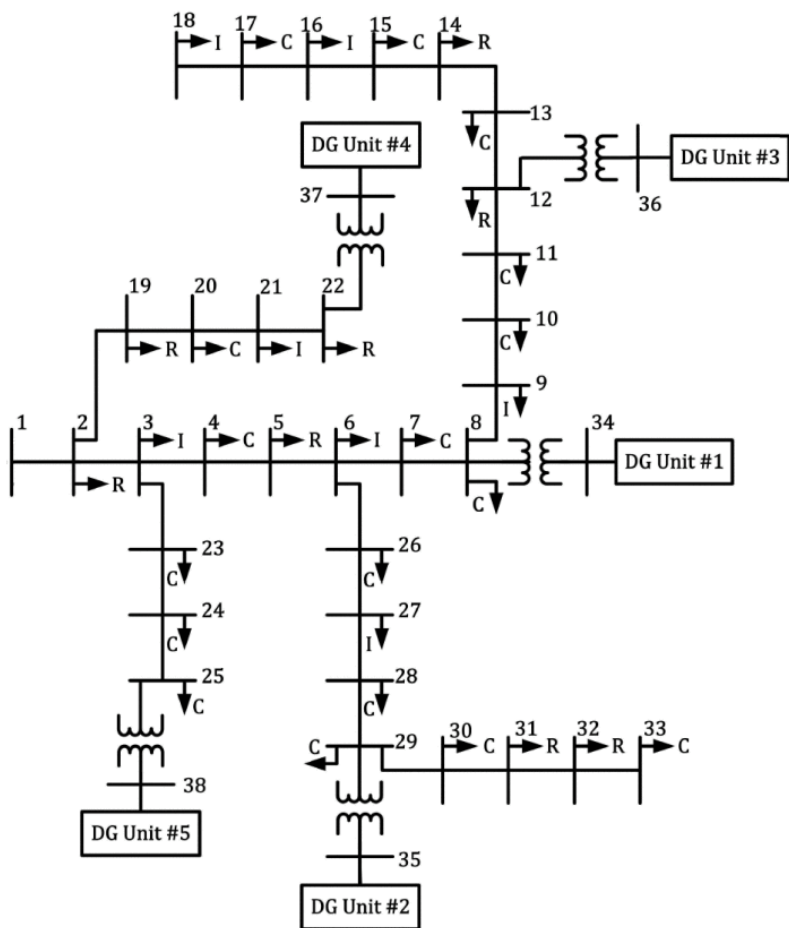 18 I 17 C 16 I 15 C 14 R
13
C
DG Unit #4
DG Unit #3
37
12
36
R
11
C
19 20 21 22
10
R C I R
C
9
I
1 2 3 I 4 C 5 R 6 I 7 C 8 34
DG Unit #1
R
C
23
C
26
C
24
C
27
I
25
C
28
C
C 29 30 C 31 R 32 R 33 C
38
DG Unit #5
35
DG Unit #2